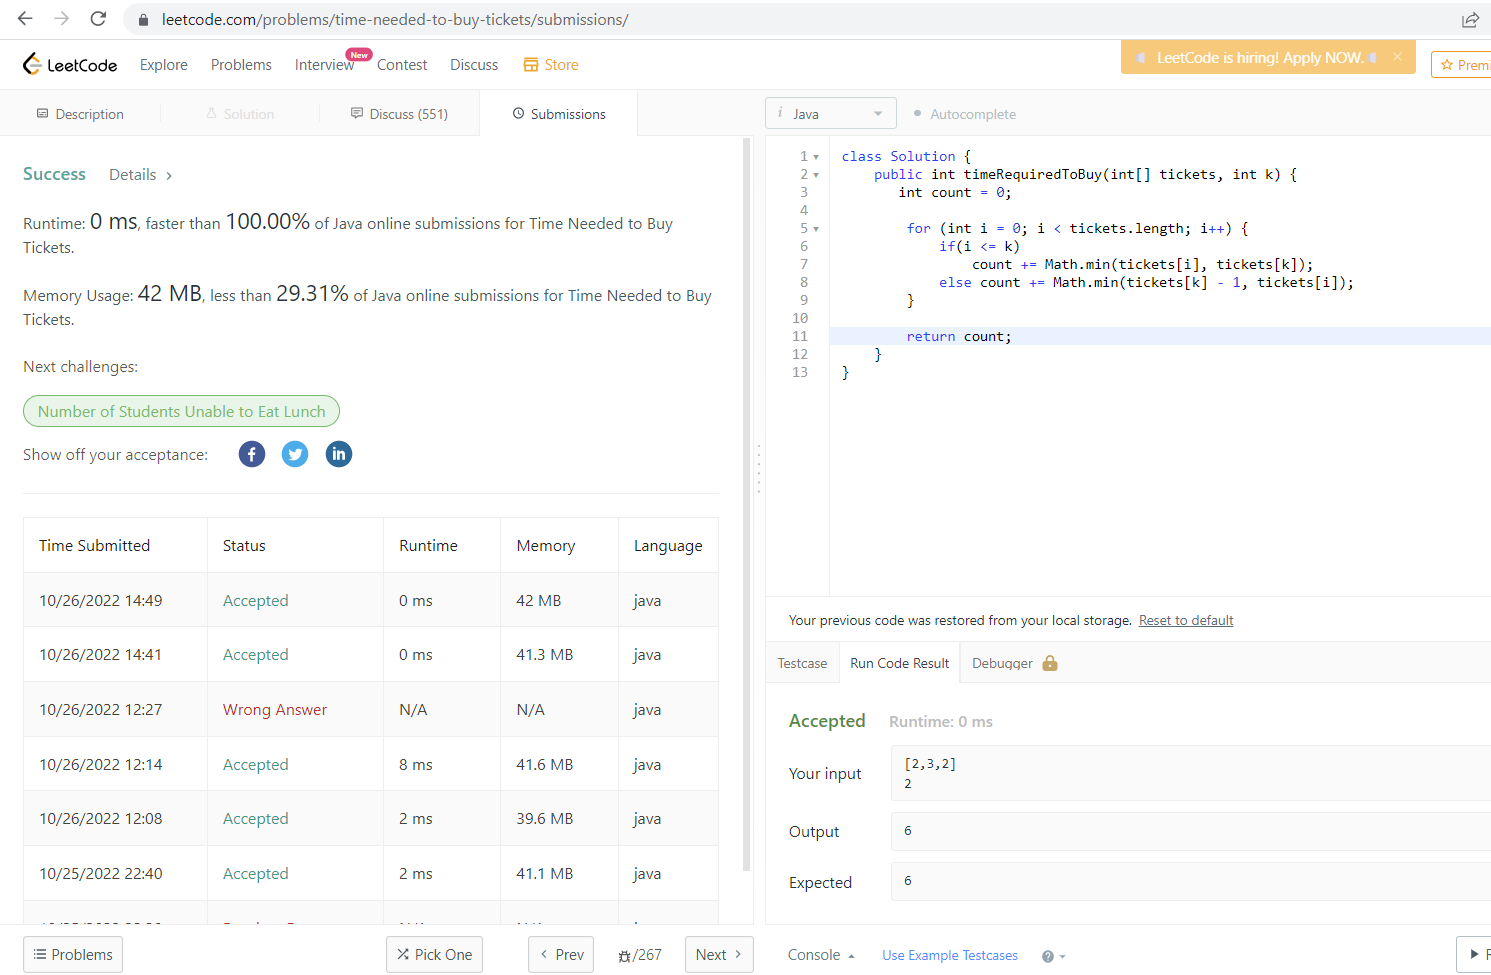 leetcode.com/problems/time-needed-to-buy-tickets/submissions/
LeetCode Explore Problems Interview New Contest Discuss Store LeetCode is hiring! Apply NOW. × Premi
Description Solution Discuss (551) Submissions
i Java Autocomplete
Success Details >
Runtime: 0 ms, faster than 100.00% of Java online submissions for Time Needed to Buy
Tickets.
Memory Usage: 42 MB, less than 29.31% of Java online submissions for Time Needed to Buy
Tickets.
Next challenges:
Number of Students Unable to Eat Lunch
Show off your acceptance: f in
Time Submitted Status Runtime Memory Language
10/26/2022 14:49 Accepted 0 ms 42 MB java
10/26/2022 14:41 Accepted 0 ms 41.3 MB java
10/26/2022 12:27 Wrong Answer N/A N/A java
10/26/2022 12:14 Accepted 8 ms 41.6 MB java
10/26/2022 12:08 Accepted 2 ms 39.6 MB java
10/25/2022 22:40 Accepted 2 ms 41.1 MB java
1 class Solution {
2 public int timeRequiredToBuy(int[] tickets, int k) {
3 int count = 0;
4
5 for (int i = 0; i < tickets.length; i++) {
6 if(i <= k)
7 count += Math.min(tickets[i], tickets[k]);
8 else count += Math.min(tickets[k] - 1, tickets[i]);
9 }
10
11 return count;
12 }
13 }
Your previous code was restored from your local storage. Reset to default
Testcase Run Code Result Debugger
Accepted Runtime: 0 ms
Your input [2,3,2]
2
Output 6
Expected 6
Problems Pick One < Prev /267 Next > Console Use Example Testcases ? R